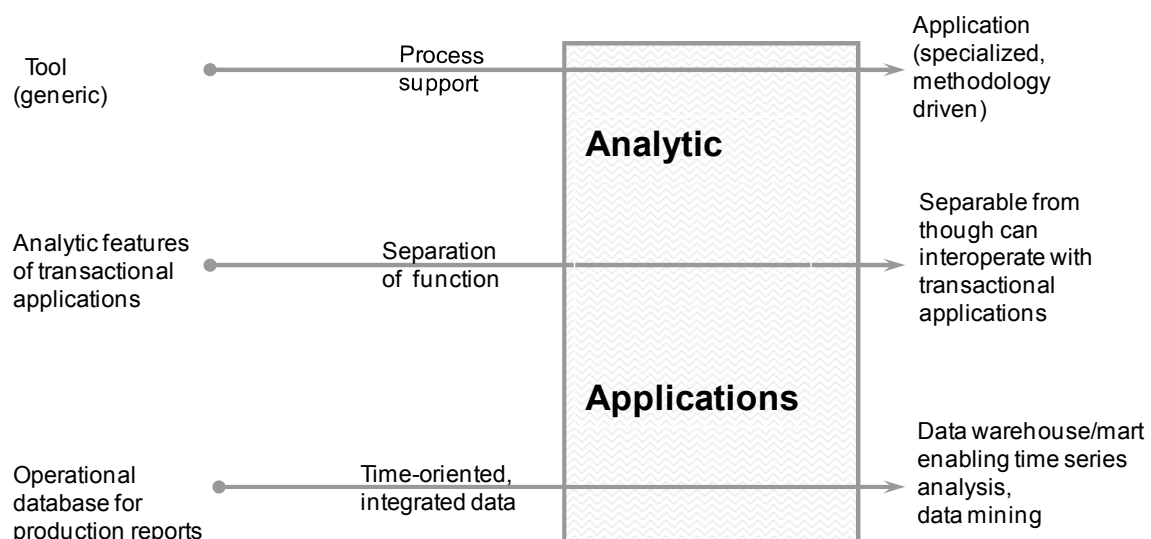 Tool
(generic)
Process
support
Application
(specialized,
methodology
driven)
Analytic
Analytic features
of transactional
applications
Separation
of function
Separable from
though can
interoperate with
transactional
applications
Applications
Operational
database for
production reports
Time-oriented,
integrated data
Data warehouse/mart
enabling time series
analysis,
data mining